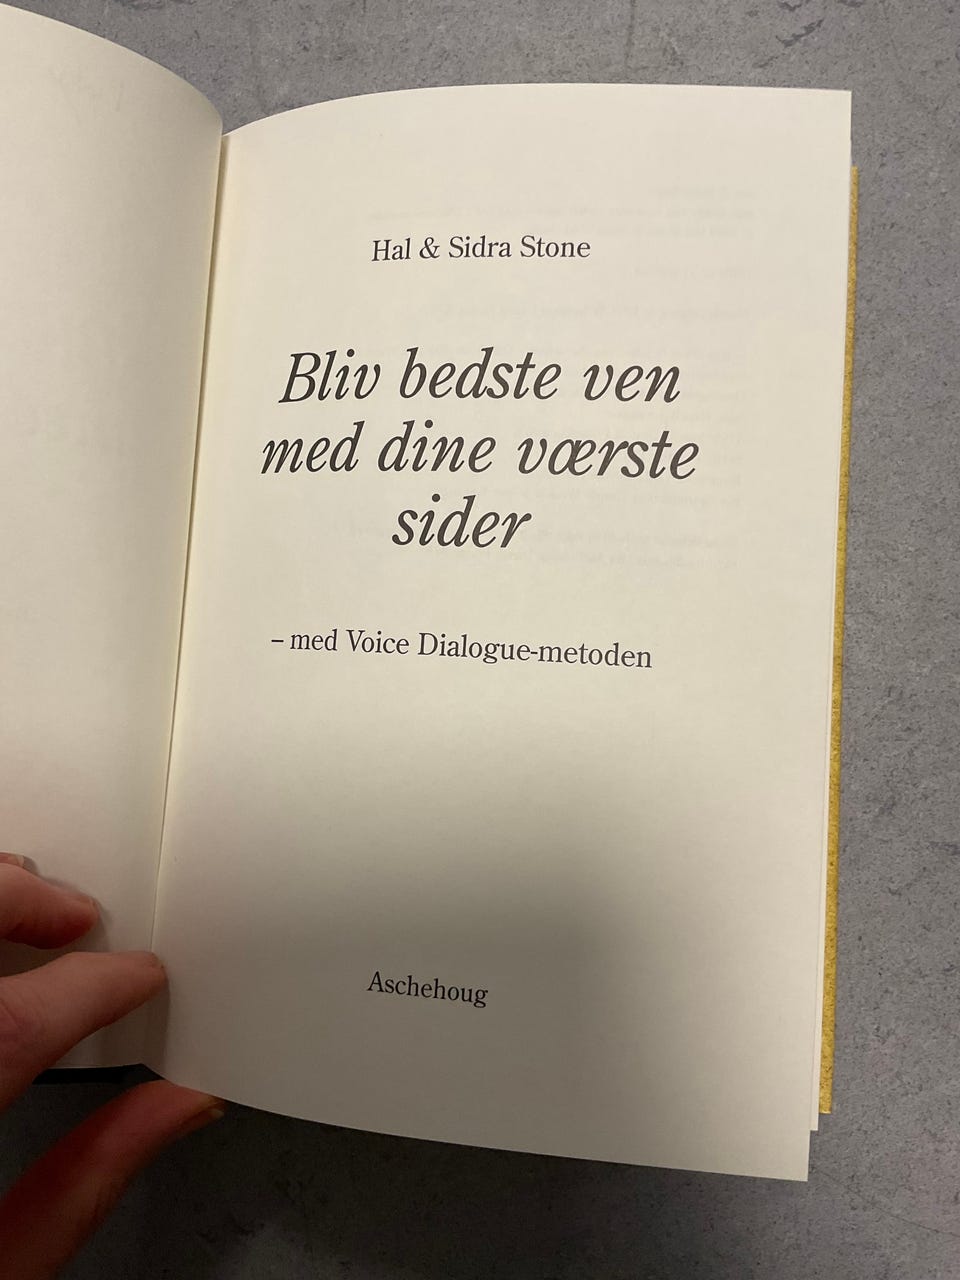 Hal & Sidra Stone
Bliv bedste ven
med dine værste
sider
– med Voice Dialogue-metoden
Aschehoug